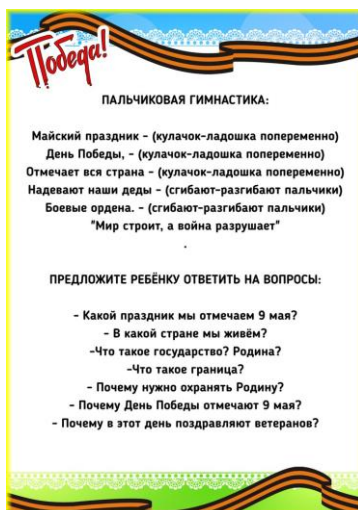 Победа!
ПАЛЬЧИКОВАЯ ГИМНАСТИКА:
Майский праздник – (кулачок-ладошка попеременно)
День Победы, – (кулачок-ладошка попеременно)
Отмечает вся страна – (кулачок-ладошка попеременно)
Надевают наши деды – (сгибают-разгибают пальчики)
Боевые ордена. – (сгибают-разгибают пальчики)
"Мир строит, а война разрушает"
.
ПРЕДЛОЖИТЕ РЕБЁНКУ ОТВЕТИТЬ НА ВОПРОСЫ:
– Какой праздник мы отмечаем 9 мая?
– В какой стране мы живём?
-Что такое государство? Родина?
-Что такое граница?
– Почему нужно охранять Родину?
– Почему День Победы отмечают 9 мая?
– Почему в этот день поздравляют ветеранов?